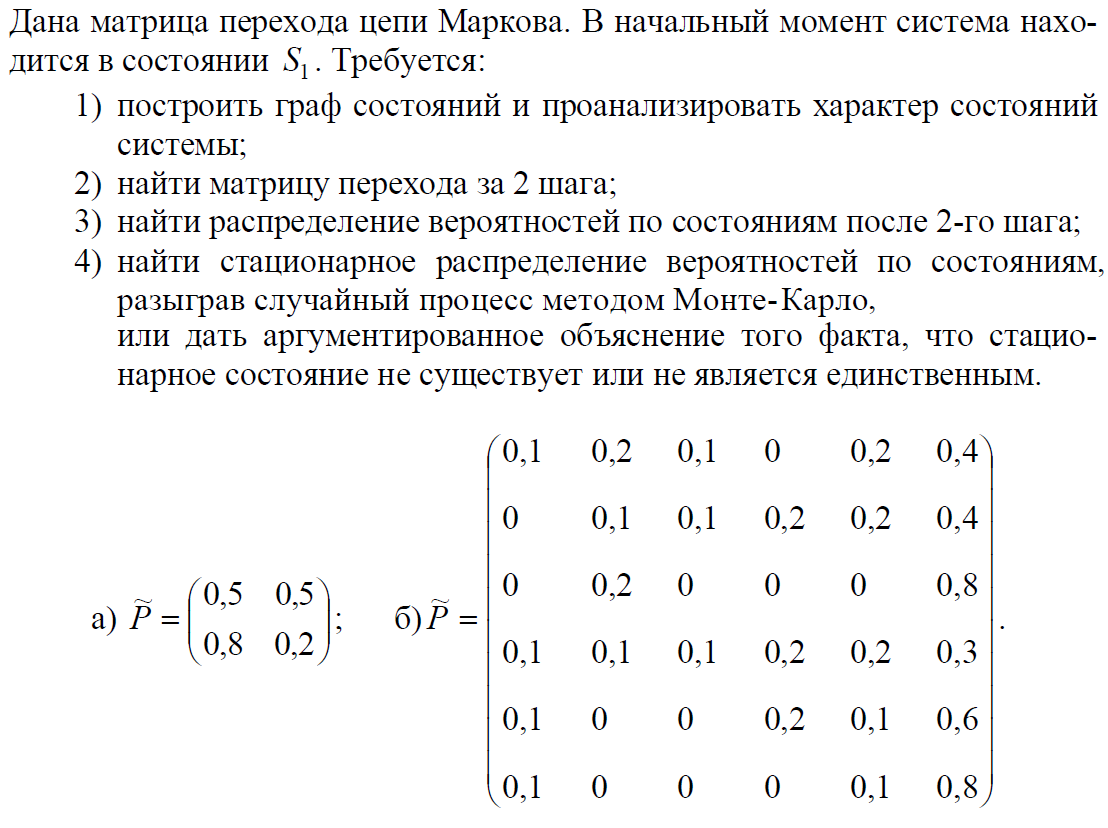 Дана матрица перехода цепи Маркова. В начальный момент система нахо-
дится в состоянии S₁. Требуется:
1) построить граф состояний и проанализировать характер состояний
системы;
2) найти матрицу перехода за 2 шага;
3) найти распределение вероятностей по состояниям после 2-го шага;
4) найти стационарное распределение вероятностей по состояниям,
разыграв случайный процесс методом Монте-Карло,
или дать аргументированное объяснение того факта, что стацио-
нарное состояние не существует или не является единственным.
а) P̃ = (0,5 0,5
0,8 0,2);
б) P̃ = (0,1 0,2 0,1 0 0,2 0,4
0 0,1 0,1 0,2 0,2 0,4
0 0,2 0 0 0 0,8
0,1 0,1 0,1 0,2 0,2 0,3
0,1 0 0 0,2 0,1 0,6
0,1 0 0 0 0,1 0,8).